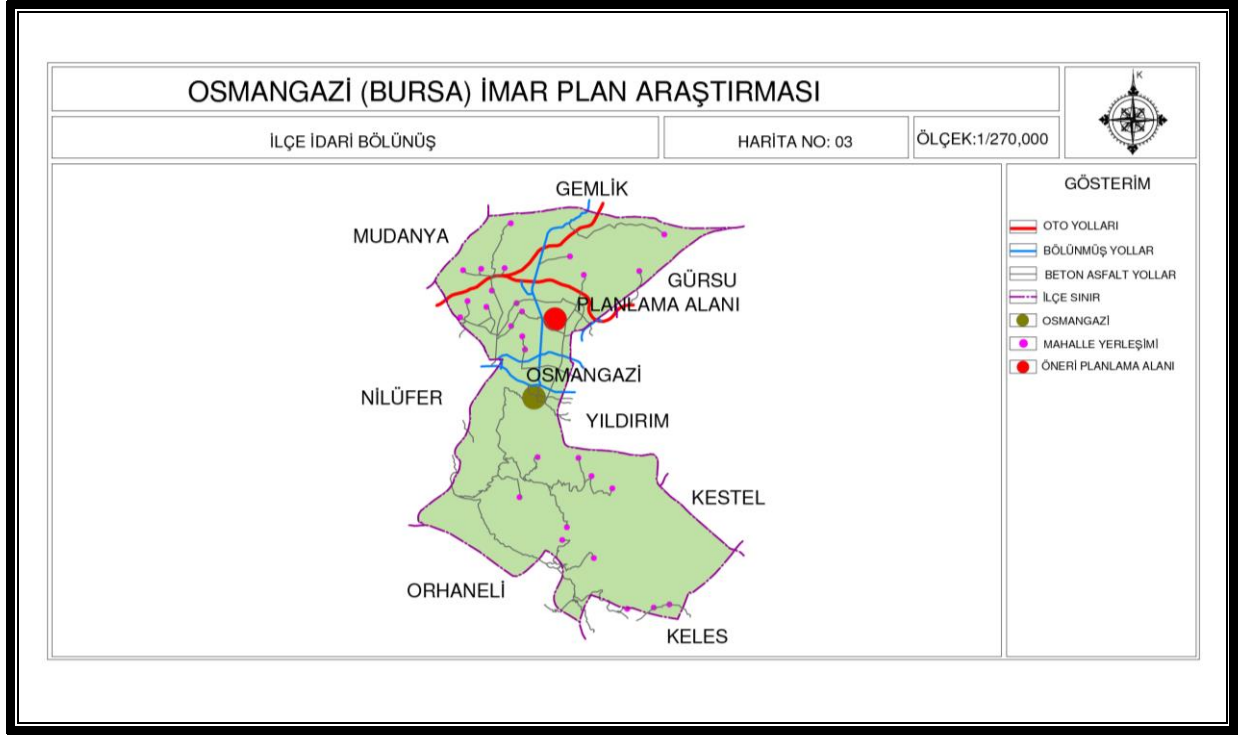 OSMANGAZİ (BURSA) İMAR PLAN ARAŞTIRMASI
K
İLÇE İDARİ BÖLÜNÜŞ
HARİTA NO: 03
ÖLÇEK:1/270,000
GÖSTERİM
OTO YOLLARI
BÖLÜNMÜŞ YOLLAR
BETON ASFALT YOLLAR
İLÇE SINIR
OSMANGAZİ
MAHALLE YERLEŞİMİ
ÖNERİ PLANLAMA ALANI
GEMLİK
MUDANYA
GÜRSU
PLANLAMA ALANI
OSMANGAZİ
NİLÜFER
YILDIRIM
KESTEL
ORHANELİ
KELES